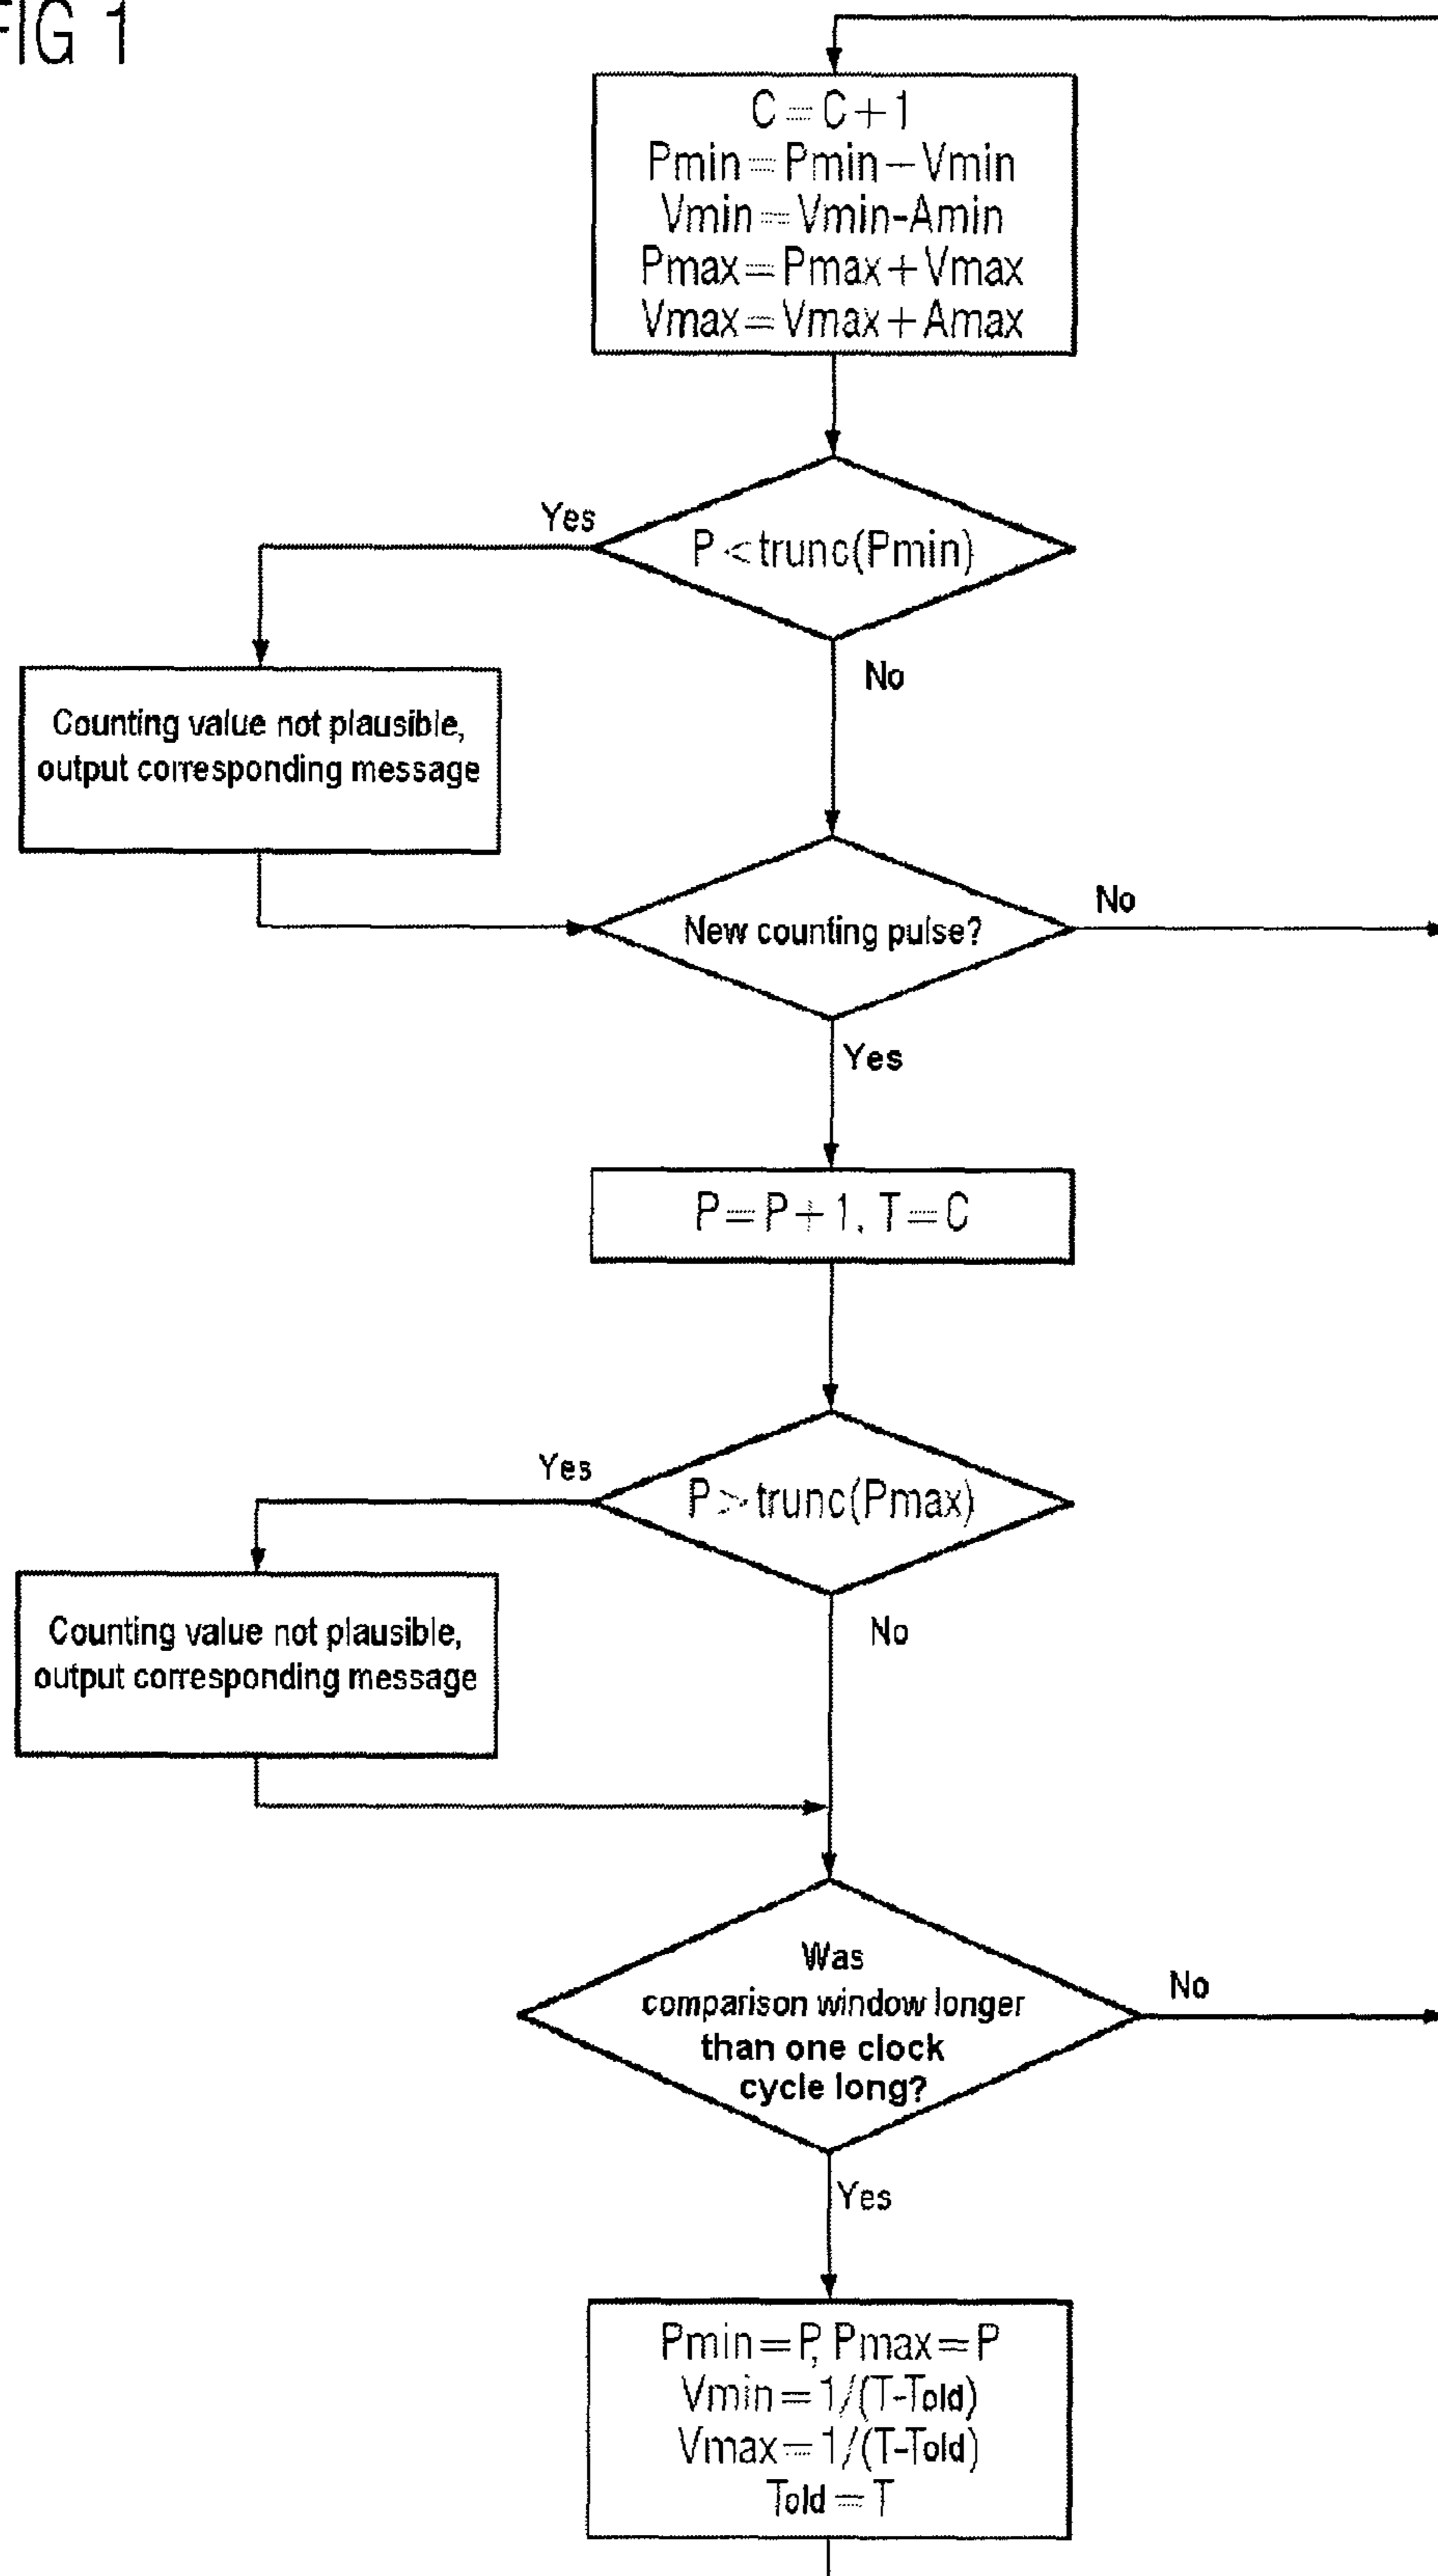 FIG 1
C=C+1
Pmin=Pmin−Vmin
Vmin=Vmin-Amin
Pmax=Pmax+Vmax
Vmax=Vmax+Amax
Yes
P<trunc(Pmin)
No
Counting value not plausible,
output corresponding message
New counting pulse?
No
Yes
P=P+1, T=C
Yes
P>trunc(Pmax)
No
Counting value not plausible,
output corresponding message
Was
comparison window longer
than one clock
cycle long?
No
Yes
Pmin=P, Pmax=P
Vmin=1/(T-Told)
Vmax=1/(T-Told)
Told=T